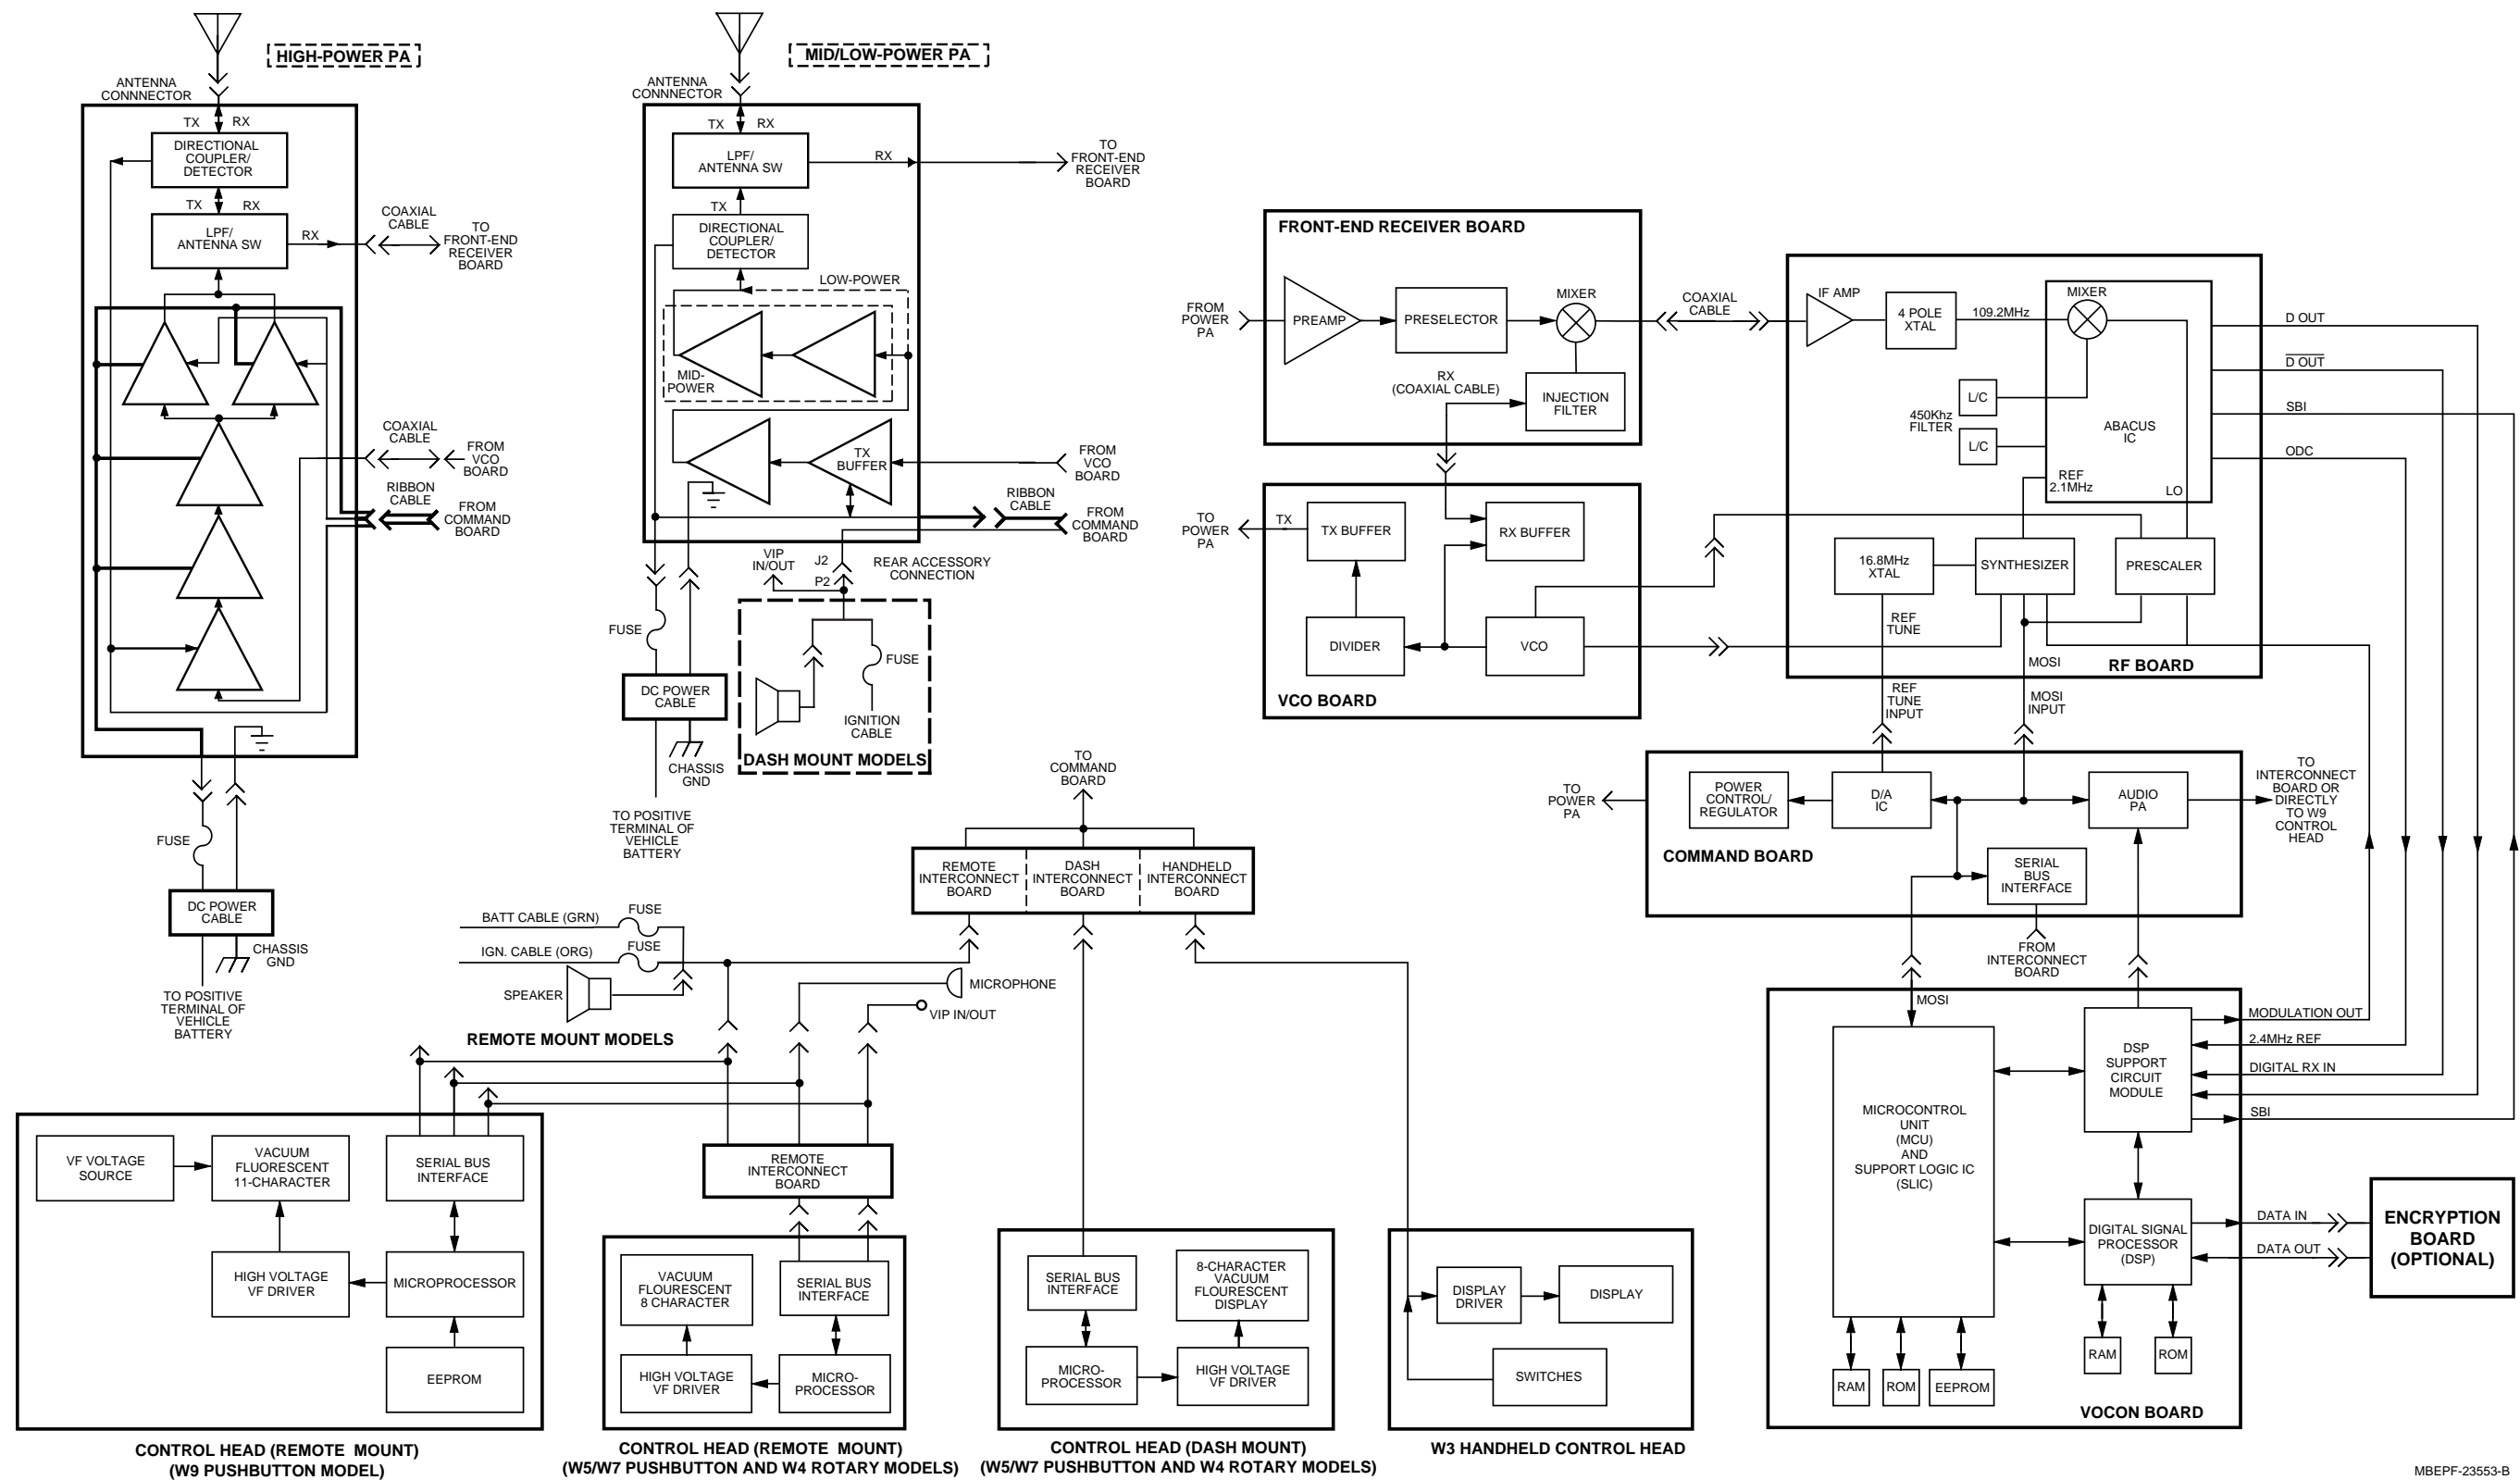 HIGH-POWER PA
ANTENNA
CONNNECTOR
TX
RX
DIRECTIONAL
COUPLER/
DETECTOR
TX
RX
LPF/
ANTENNA SW
RX
COAXIAL
CABLE
TO
FRONT-END
RECEIVER
BOARD
COAXIAL
CABLE
FROM
VCO
BOARD
RIBBON
CABLE
FROM
COMMAND
BOARD
FUSE
DC POWER
CABLE
CHASSIS
GND
TO POSITIVE
TERMINAL OF
VEHICLE
BATTERY
MID/LOW-POWER PA
ANTENNA
CONNNECTOR
TX
RX
LPF/
ANTENNA SW
RX
TO
FRONT-END
RECEIVER
BOARD
TX
DIRECTIONAL
COUPLER/
DETECTOR
LOW-POWER
MID-
POWER
TX
BUFFER
FROM
VCO
BOARD
RIBBON
CABLE
FROM
COMMAND
BOARD
VIP
IN/OUT
J2
P2
REAR ACCESSORY
CONNECTION
FUSE
DC POWER
CABLE
CHASSIS
GND
TO POSITIVE
TERMINAL OF
VEHICLE
BATTERY
FUSE
IGNITION
CABLE
DASH MOUNT MODELS
FRONT-END RECEIVER BOARD
FROM
POWER
PA
PREAMP
PRESELECTOR
MIXER
RX
(COAXIAL CABLE)
INJECTION
FILTER
COAXIAL
CABLE
IF AMP
4 POLE
XTAL
109.2MHz
MIXER
L/C
450Khz
FILTER
L/C
ABACUS
IC
REF
2.1MHz
LO
D OUT
D OUT
SBI
ODC
16.8MHz
XTAL
SYNTHESIZER
PRESCALER
REF
TUNE
MOSI
RF BOARD
TO
POWER
PA
TX
TX BUFFER
RX BUFFER
DIVIDER
VCO
VCO BOARD
REF
TUNE
INPUT
MOSI
INPUT
TO
POWER
PA
POWER
CONTROL/
REGULATOR
D/A
IC
AUDIO
PA
TO
INTERCONNECT
BOARD OR
DIRECTLY
TO W9
CONTROL
HEAD
COMMAND BOARD
SERIAL
BUS
INTERFACE
FROM
INTERCONNECT
BOARD
TO
COMMAND
BOARD
REMOTE
INTERCONNECT
BOARD
DASH
INTERCONNECT
BOARD
HANDHELD
INTERCONNECT
BOARD
BATT CABLE (GRN)
FUSE
IGN. CABLE (ORG)
FUSE
SPEAKER
MICROPHONE
VIP IN/OUT
REMOTE MOUNT MODELS
MOSI
MICROCONTROL
UNIT
(MCU)
AND
SUPPORT LOGIC IC
(SLIC)
DSP
SUPPORT
CIRCUIT
MODULE
MODULATION OUT
2.4MHz REF
DIGITAL RX IN
SBI
DIGITAL SIGNAL
PROCESSOR
(DSP)
DATA IN
DATA OUT
ENCRYPTION
BOARD
(OPTIONAL)
RAM
ROM
RAM
ROM
EEPROM
VOCON BOARD
VF VOLTAGE
SOURCE
VACUUM
FLUORESCENT
11-CHARACTER
SERIAL BUS
INTERFACE
HIGH VOLTAGE
VF DRIVER
MICROPROCESSOR
EEPROM
CONTROL HEAD (REMOTE MOUNT)
(W9 PUSHBUTTON MODEL)
REMOTE
INTERCONNECT
BOARD
VACUUM
FLOURESCENT
8 CHARACTER
SERIAL BUS
INTERFACE
HIGH VOLTAGE
VF DRIVER
MICRO-
PROCESSOR
CONTROL HEAD (REMOTE MOUNT)
(W5/W7 PUSHBUTTON AND W4 ROTARY MODELS)
SERIAL BUS
INTERFACE
8-CHARACTER
VACUUM
FLOURESCENT
DISPLAY
MICRO-
PROCESSOR
HIGH VOLTAGE
VF DRIVER
CONTROL HEAD (DASH MOUNT)
(W5/W7 PUSHBUTTON AND W4 ROTARY MODELS)
DISPLAY
DRIVER
DISPLAY
SWITCHES
W3 HANDHELD CONTROL HEAD
MBEPF-23553-B